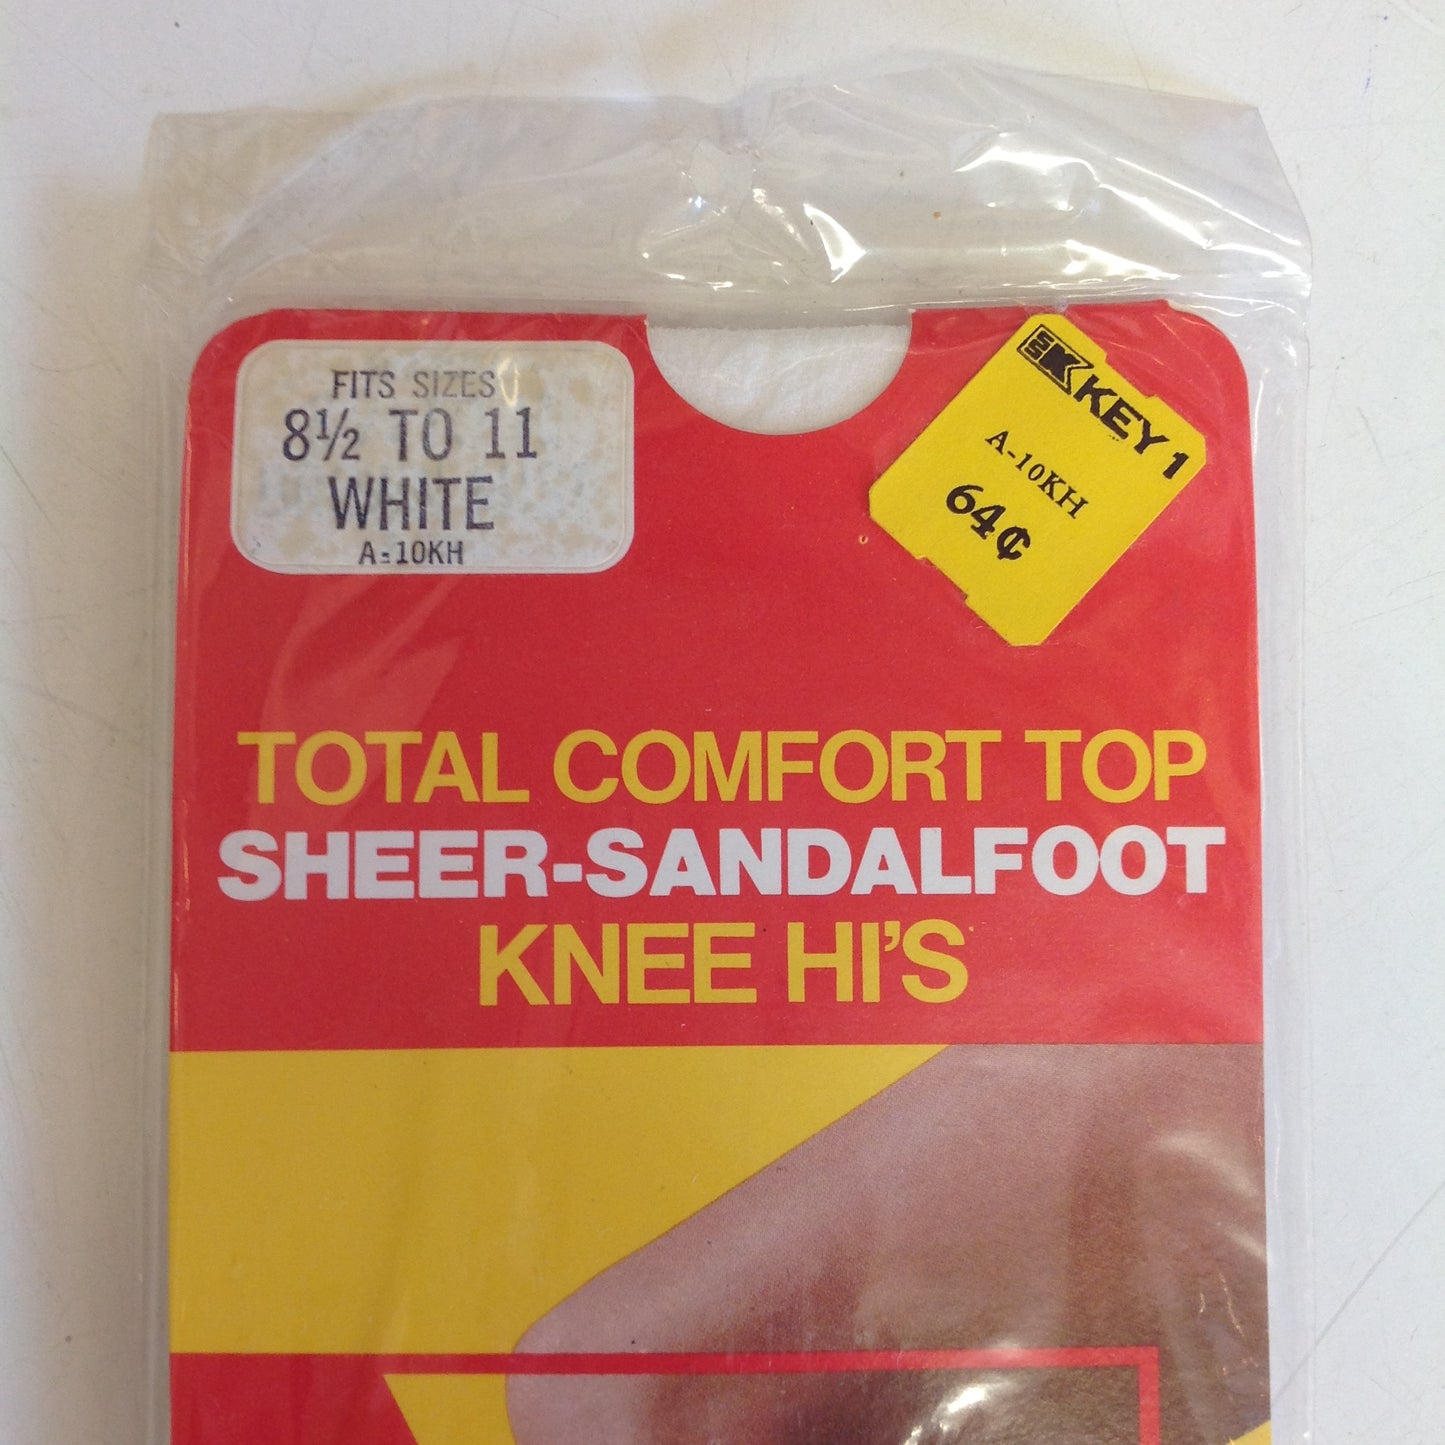 FITS SIZES
8½ TO 11
WHITE
A-10KH
KEY 1
A-10KH
64¢
TOTAL COMFORT TOP
SHEER-SANDALFOOT
KNEE HI'S